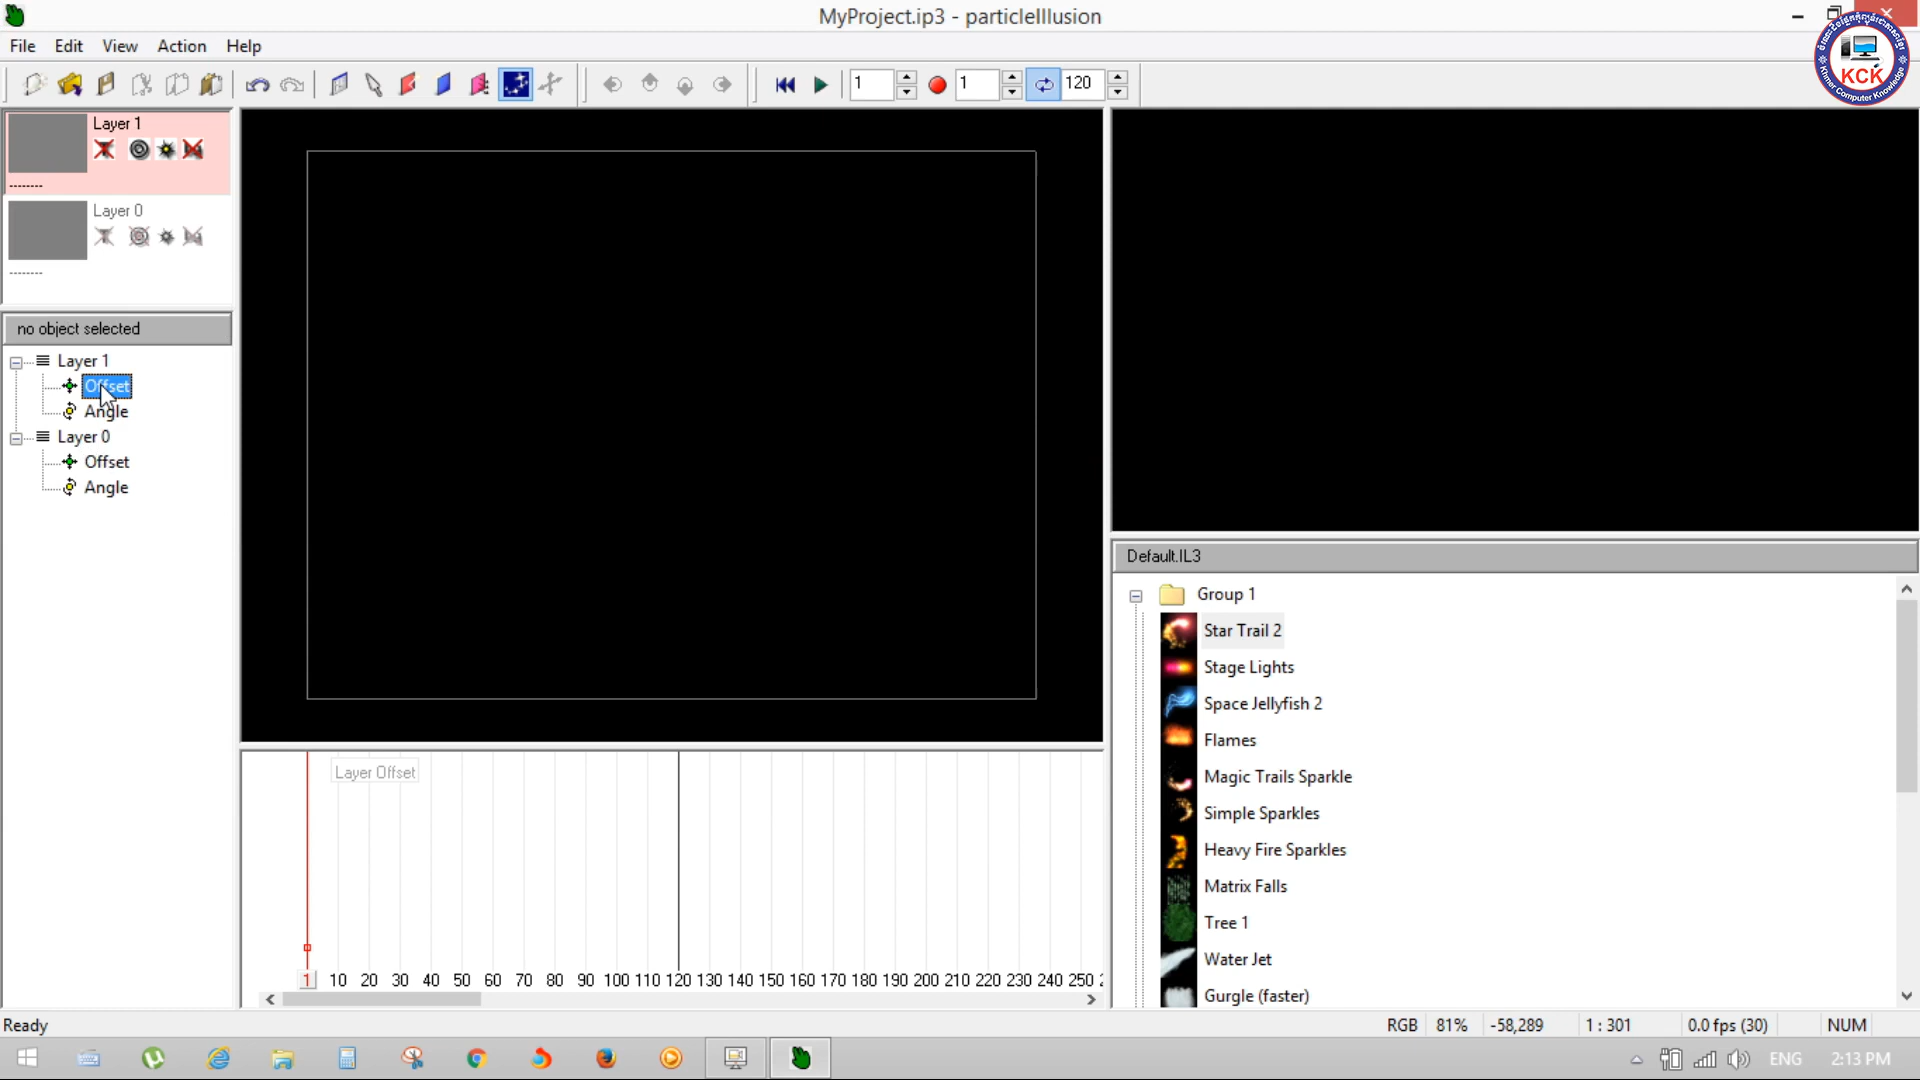 MyProject.ip3 - particleIllusion
File Edit View Action Help
1 1 120
KCK
Khmer Computer Knowledge
Layer 1
--------
Layer 0
--------
no object selected
Layer 1
Offset
Angle
Layer 0
Offset
Angle
Layer Offset
1 10 20 30 40 50 60 70 80 90 100 110 120 130 140 150 160 170 180 190 200 210 220 230 240 250
Default.IL3
Group 1
Star Trail 2
Stage Lights
Space Jellyfish 2
Flames
Magic Trails Sparkle
Simple Sparkles
Heavy Fire Sparkles
Matrix Falls
Tree 1
Water Jet
Gurgle (faster)
Ready RGB 81% -58,289 1 : 301 0.0 fps (30) NUM
ENG 2:13 PM